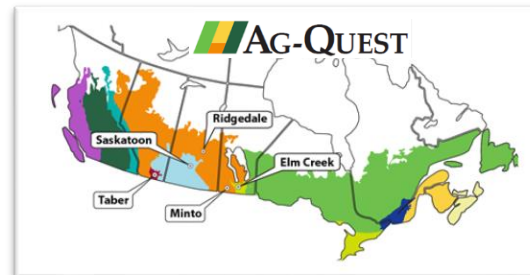 AG-QUEST
Ridgedale
Saskatoon
Elm Creek
Taber
Minto